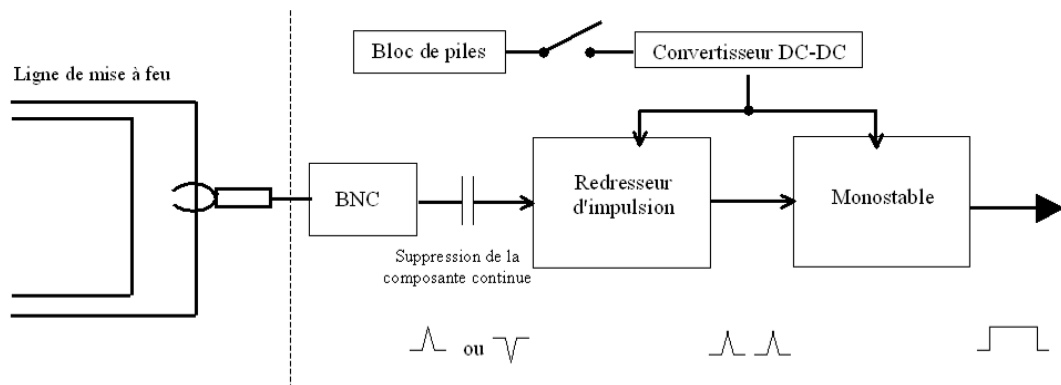 Bloc de piles
Convertisseur DC-DC
Ligne de mise à feu
BNC
Redresseur
d'impulsion
Monostable
Suppression de la
composante continue
ou